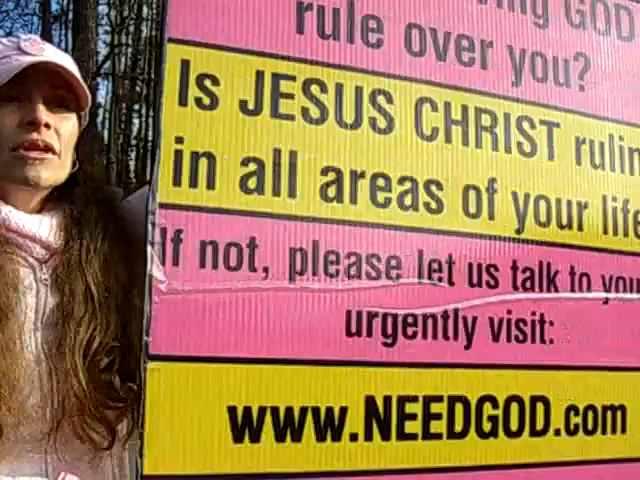 GOD
rule over you?
Is JESUS CHRIST
in all areas of your
If not, please let us talk to you
urgently visit:
www.NEEDGOD.com